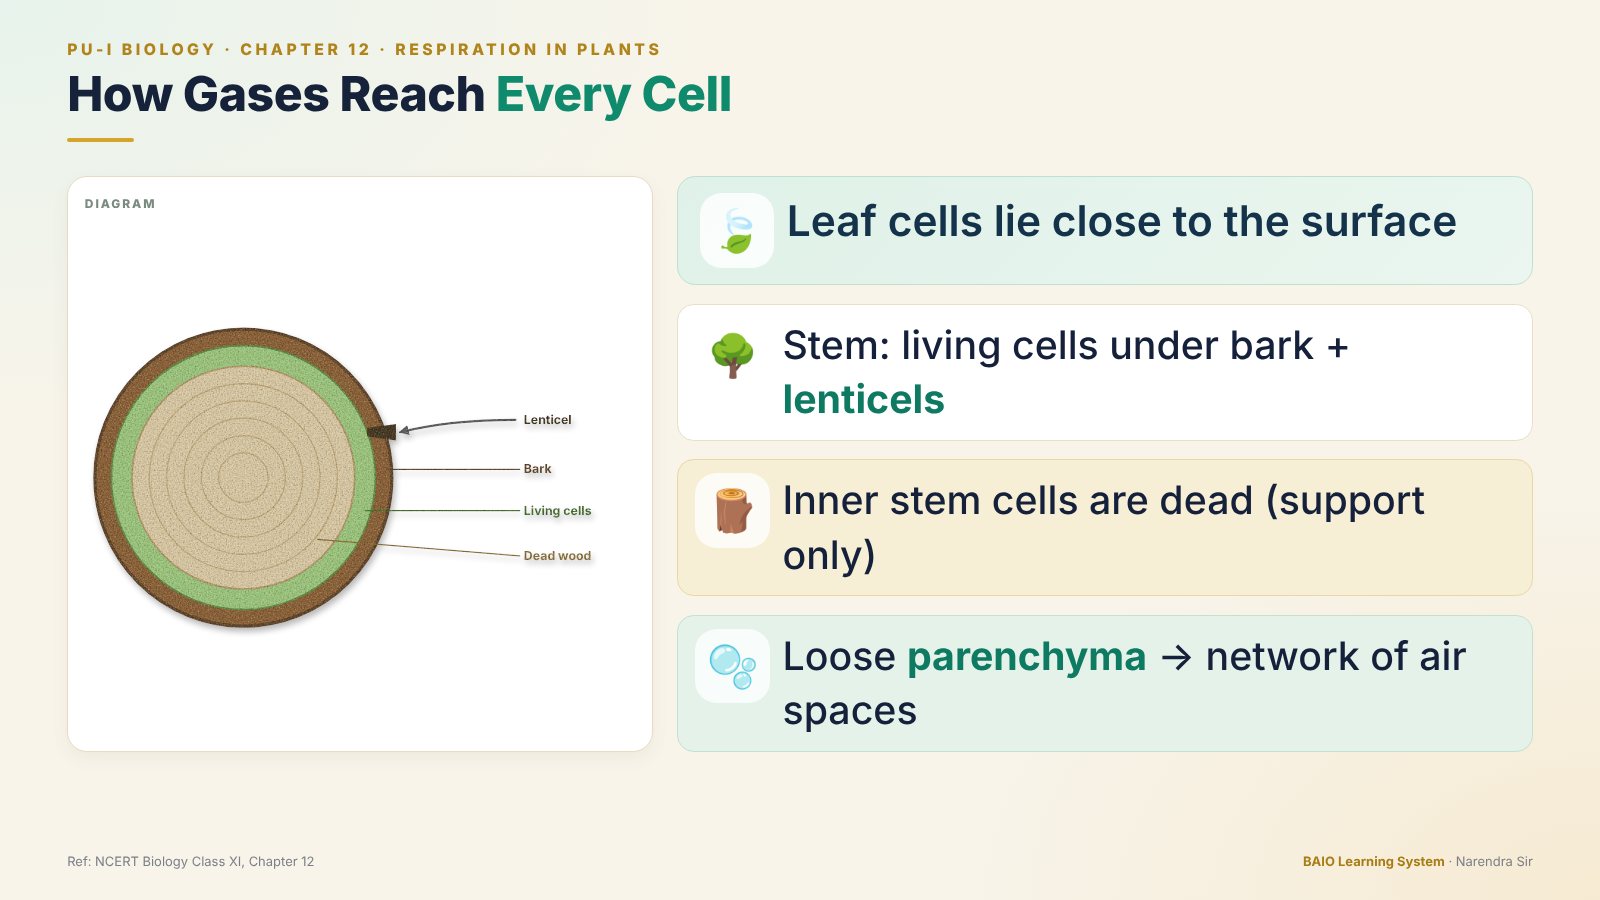 PU-I BIOLOGY · CHAPTER 12 · RESPIRATION IN PLANTS
How Gases Reach Every Cell
DIAGRAM
Lenticel
Bark
Living cells
Dead wood
Leaf cells lie close to the surface
Stem: living cells under bark +
lenticels
Inner stem cells are dead (support
only)
Loose parenchyma → network of air
spaces
Ref: NCERT Biology Class XI, Chapter 12
BAIO Learning System · Narendra Sir